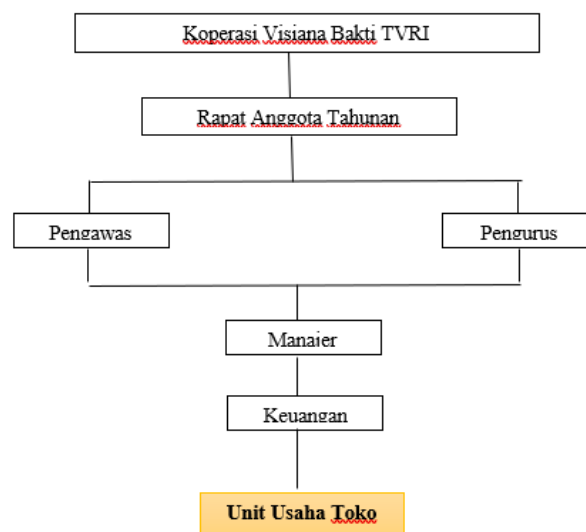 Koperasi Visiana Bakti TVRI
Rapat Anggota Tahunan
Pengawas
Pengurus
Manajer
Keuangan
Unit Usaha Toko